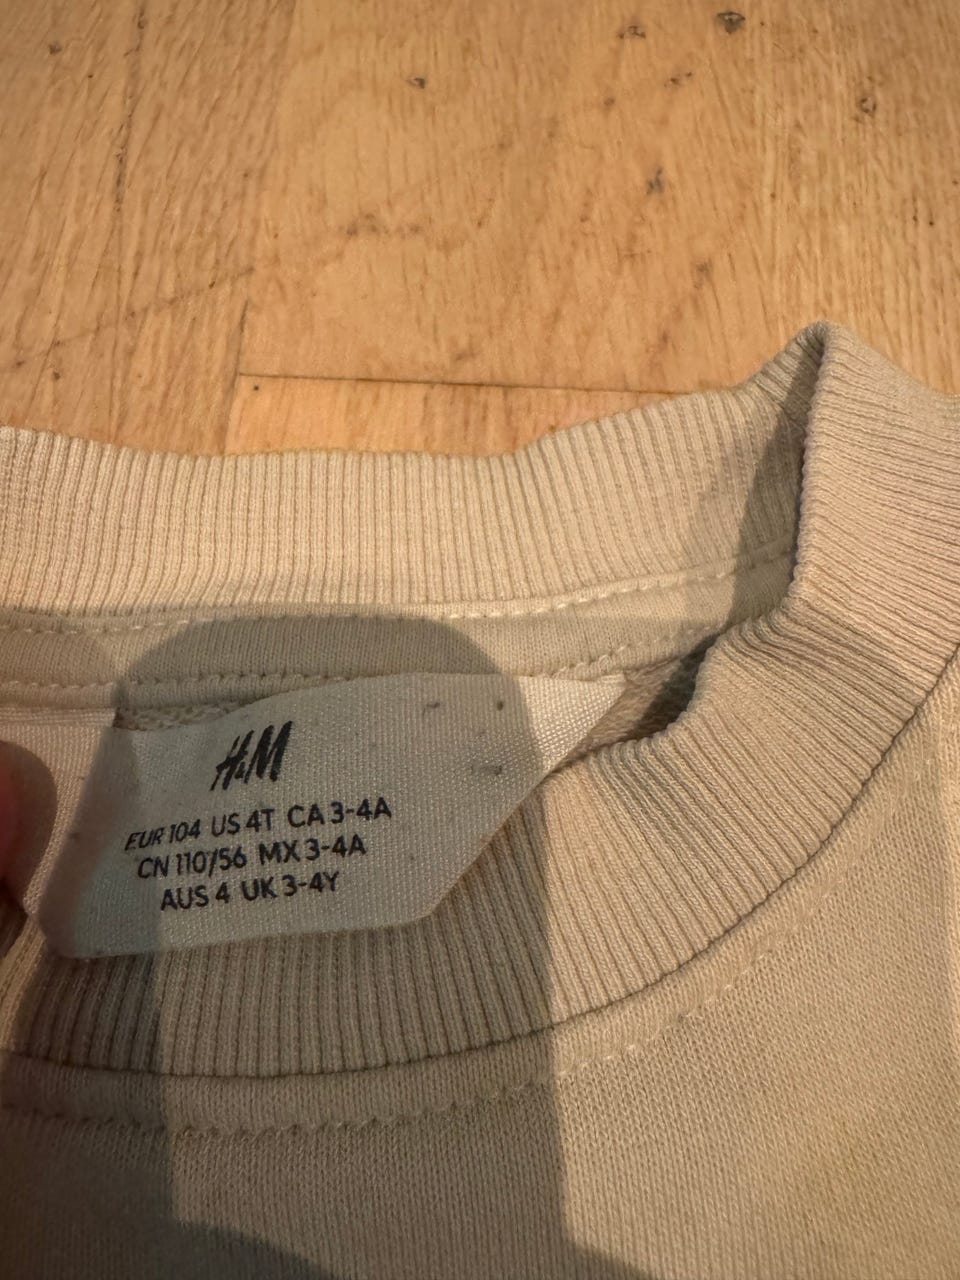 H&M
EUR 104 US 4T CA 3-4A
CN 110/56 MX 3-4A
AUS 4 UK 3-4Y